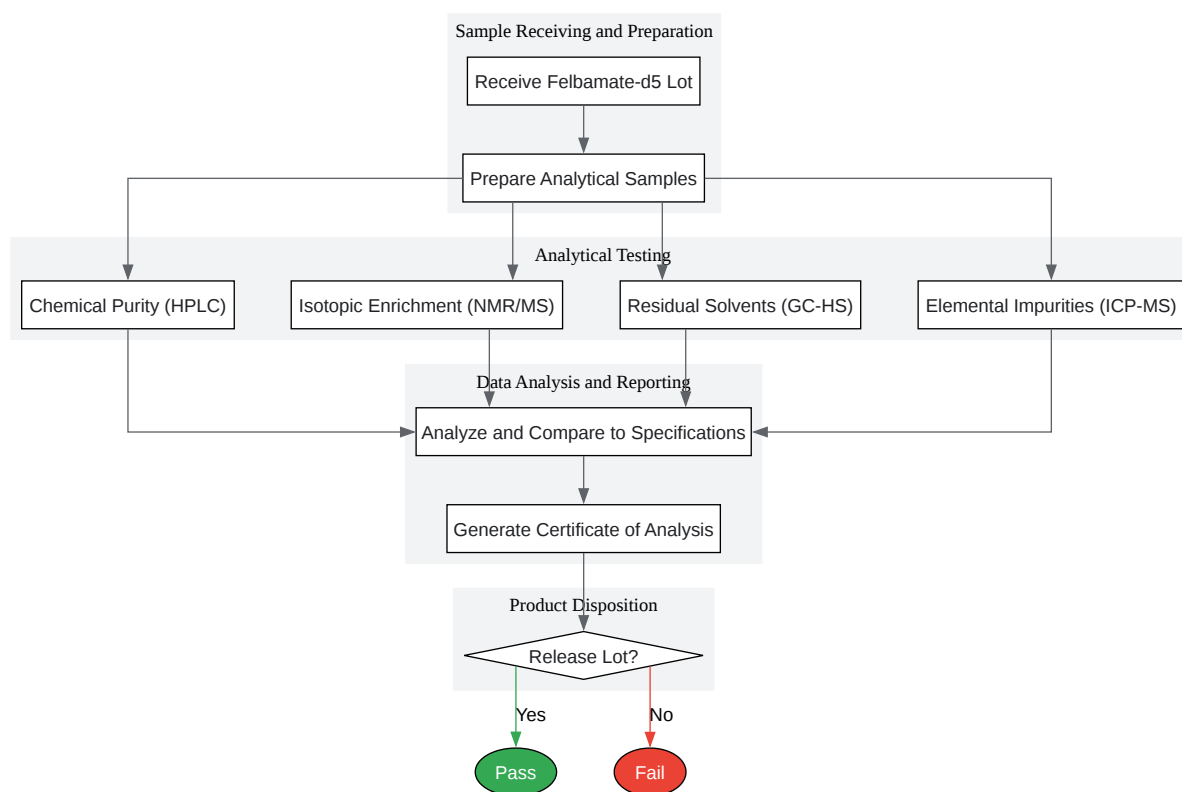 Sample Receiving and Preparation
Receive Felbamate-d5 Lot
Prepare Analytical Samples
Analytical Testing
Chemical Purity (HPLC)
Isotopic Enrichment (NMR/MS)
Residual Solvents (GC-HS)
Elemental Impurities (ICP-MS)
Data Analysis and Reporting
Analyze and Compare to Specifications
Generate Certificate of Analysis
Product Disposition
Release Lot?
Yes
No
Pass
Fail